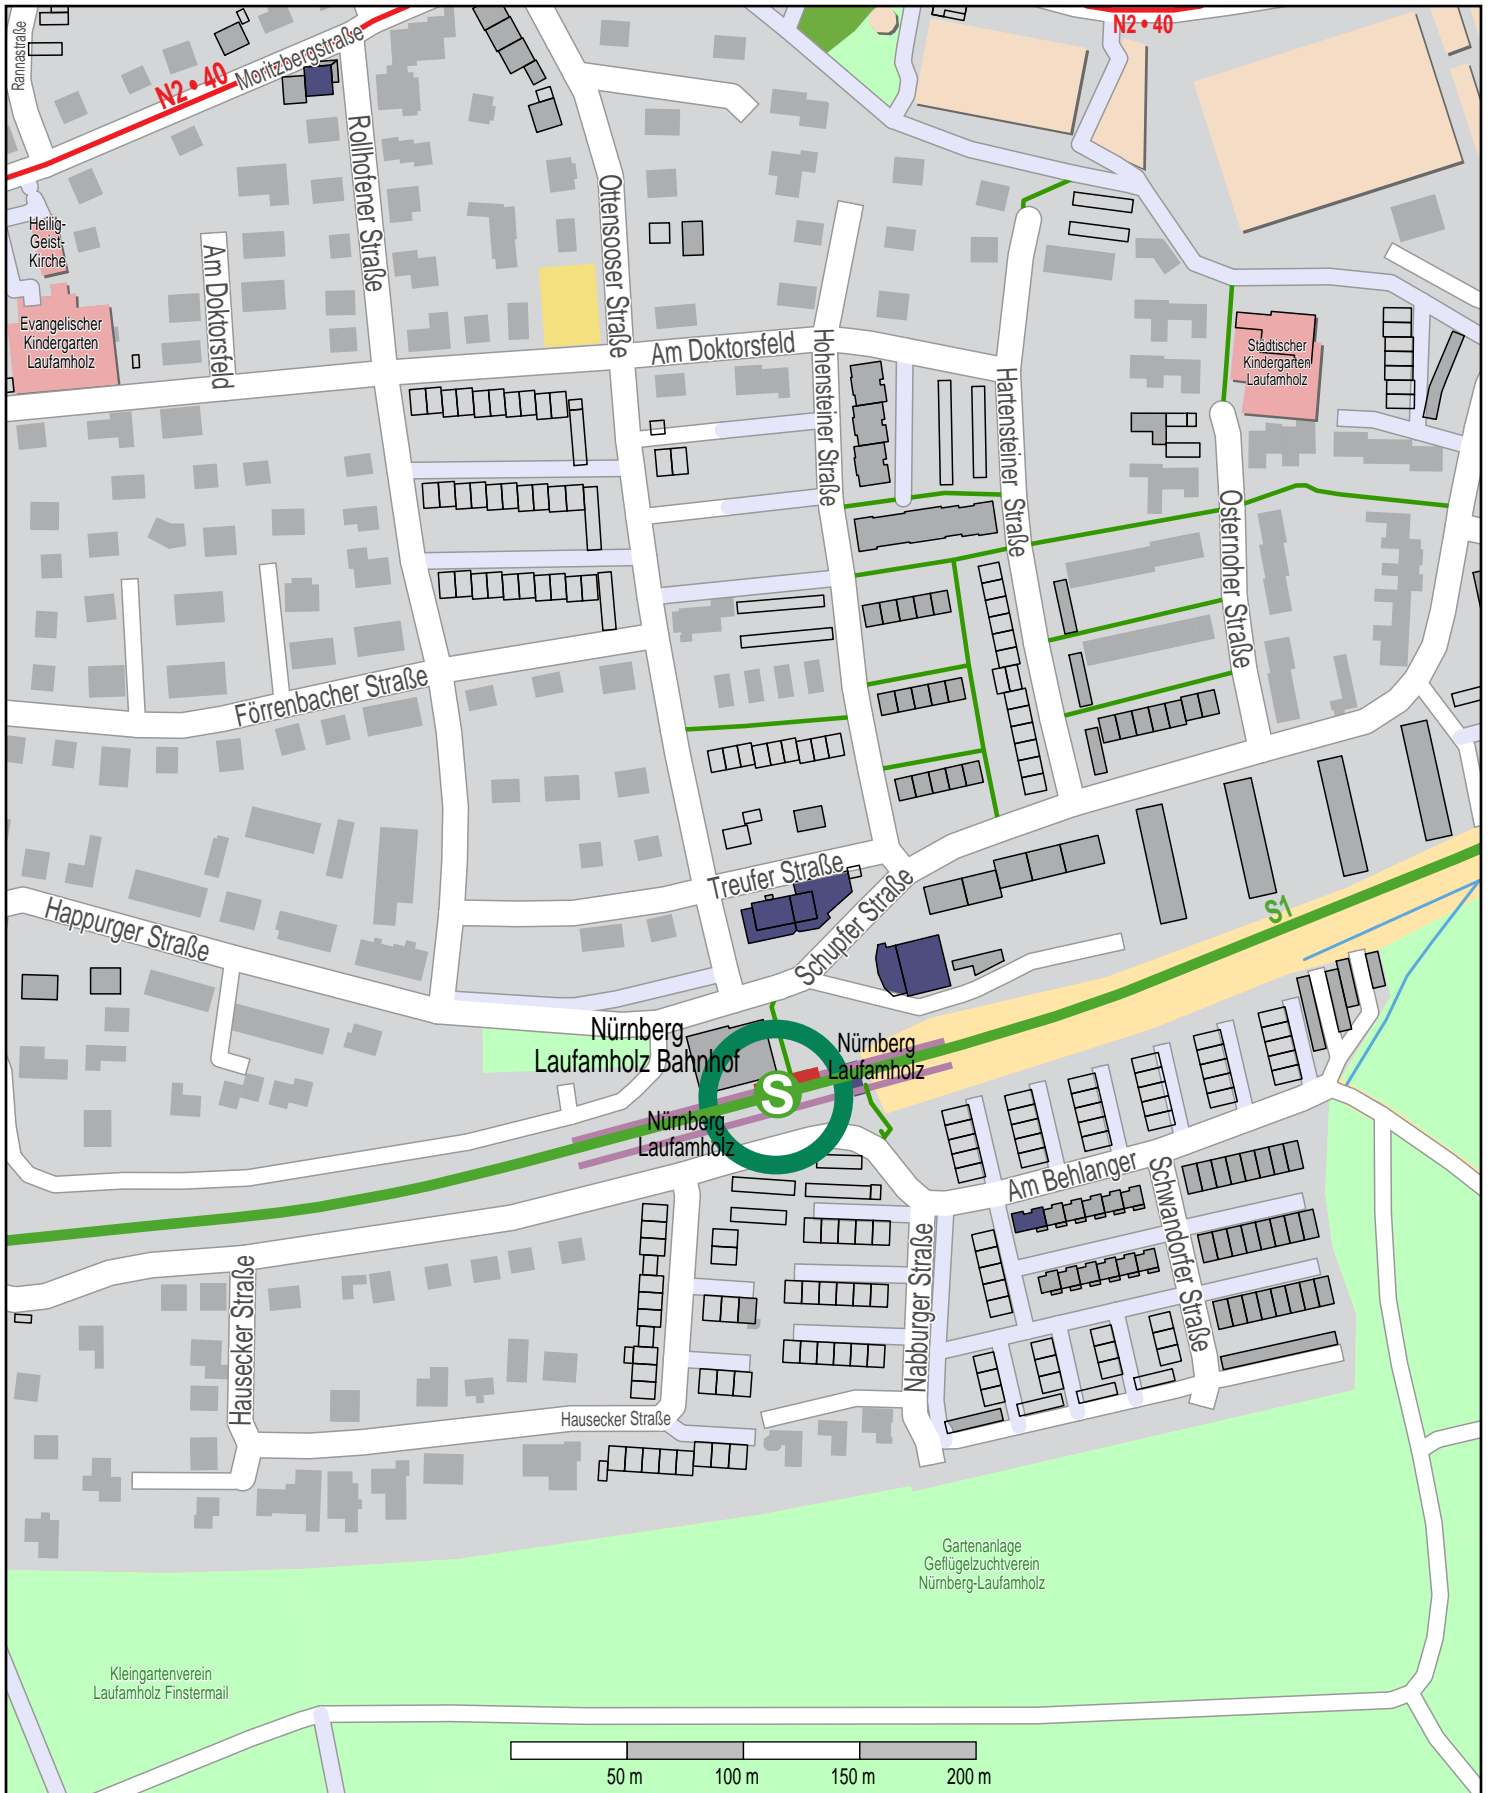 Rannastraße
N2 • 40
Moritzbergstraße
N2 • 40
Rollhofener Straße
Ottensooser Straße
Heilig-
Geist-
Kirche
Am Doktorsfeld
Evangelischer
Kindergarten
Laufamholz
Am Doktorsfeld
Hohensteiner Straße
Hartensteiner Straße
Städtischer
Kindergarten
Laufamholz
Osternoher Straße
Förrenbacher Straße
Treufer Straße
Schupfer Straße
Happurger Straße
S1
Nürnberg
Laufamholz Bahnhof
Nürnberg
Laufamholz
S
Nürnberg
Laufamholz
Am Behlanger
Schwandorfer Straße
Nabburger Straße
Hausecker Straße
Hausecker Straße
Gartenanlage
Geflügelzuchtverein
Nürnberg-Laufamholz
Kleingartenverein
Laufamholz Finstermail
50 m
100 m
150 m
200 m